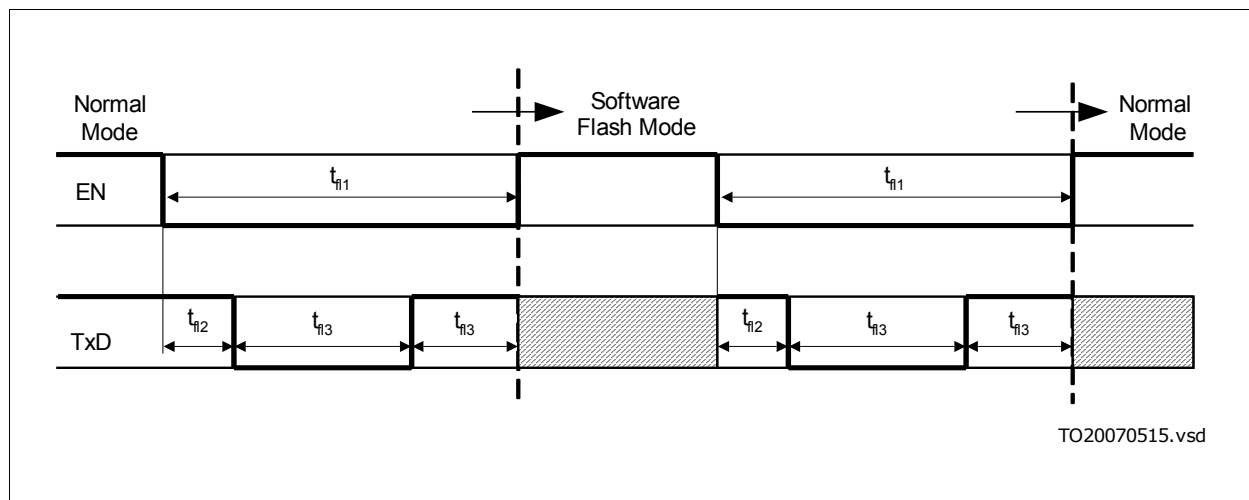 Normal
Mode
Software
Flash Mode
Normal
Mode
EN
tfl1
tfl1
TxD
tfl2
tfl3
tfl3
tfl2
tfl3
tfl3
TO20070515.vsd